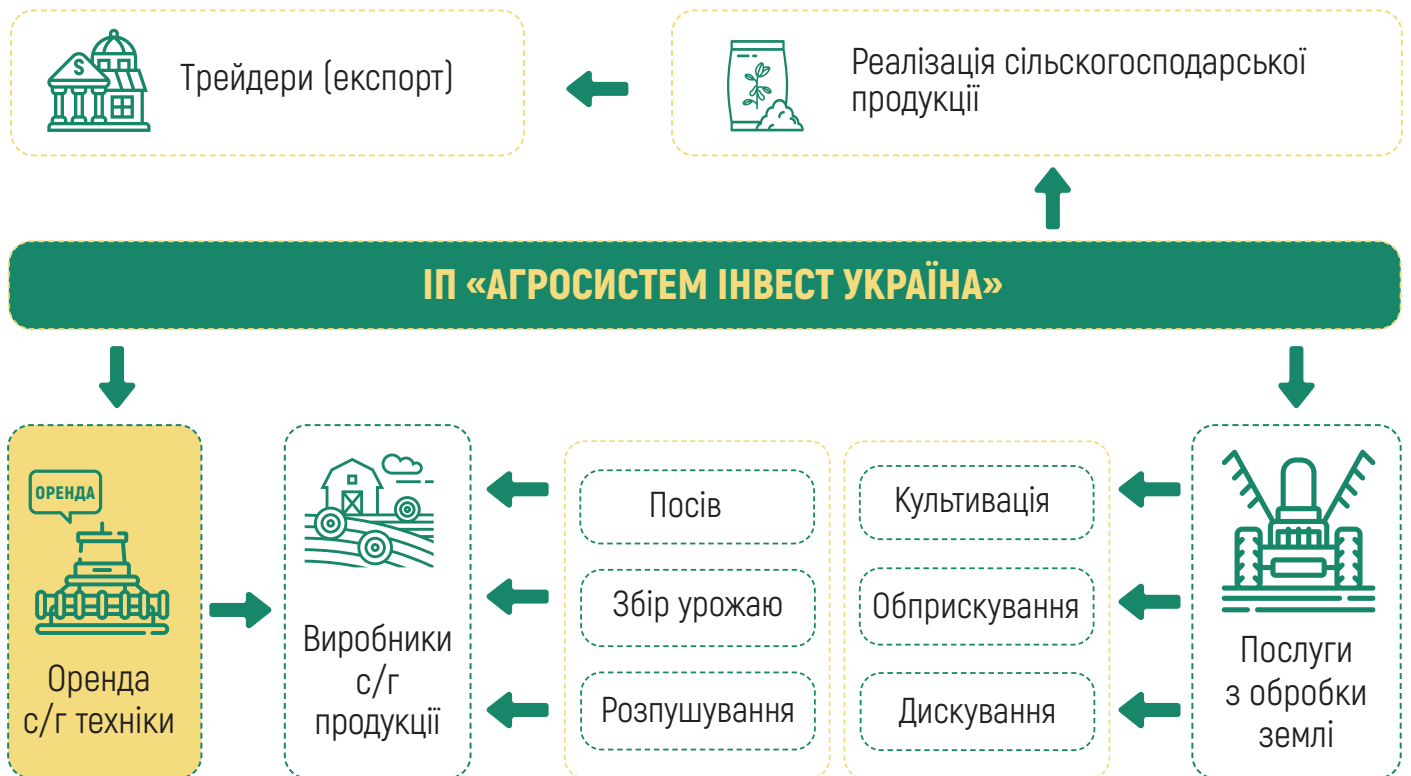 Трейдери (експорт)
Реалізація сільскогосподарської
продукції
ІП «АГРОСИСТЕМ ІНВЕСТ УКРАЇНА»
ОРЕНДА
Оренда
с/г техніки
Виробники
с/г
продукції
Посів
Збір урожаю
Розпушування
Культивація
Обприскування
Дискування
Послуги
з обробки
землі